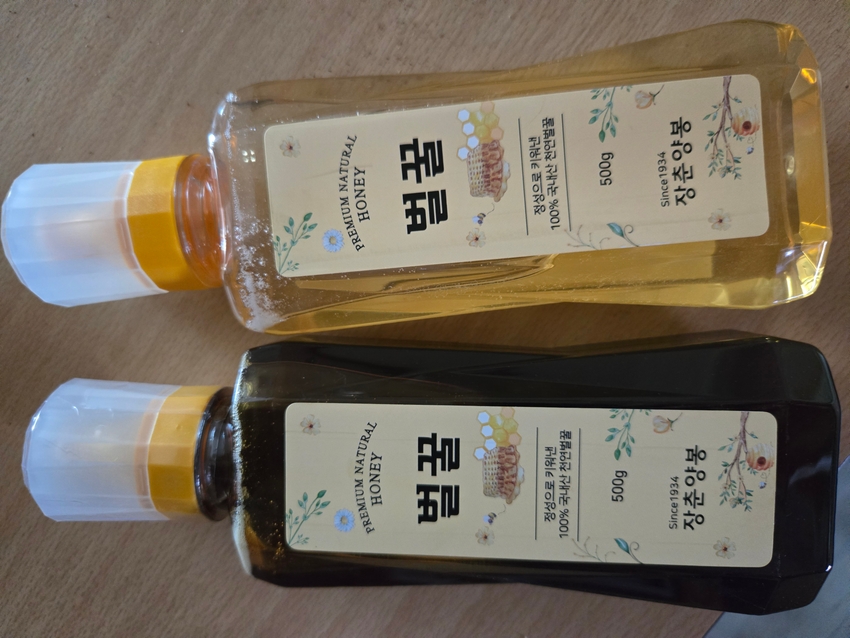 PREMIUM NATURAL
HONEY
벌꿀
정성으로 키워낸
100% 국내산 천연벌꿀
500g
Since1934
장춘양봉
PREMIUM NATURAL
HONEY
벌꿀
정성으로 키워낸
100% 국내산 천연벌꿀
500g
Since1934
장춘양봉